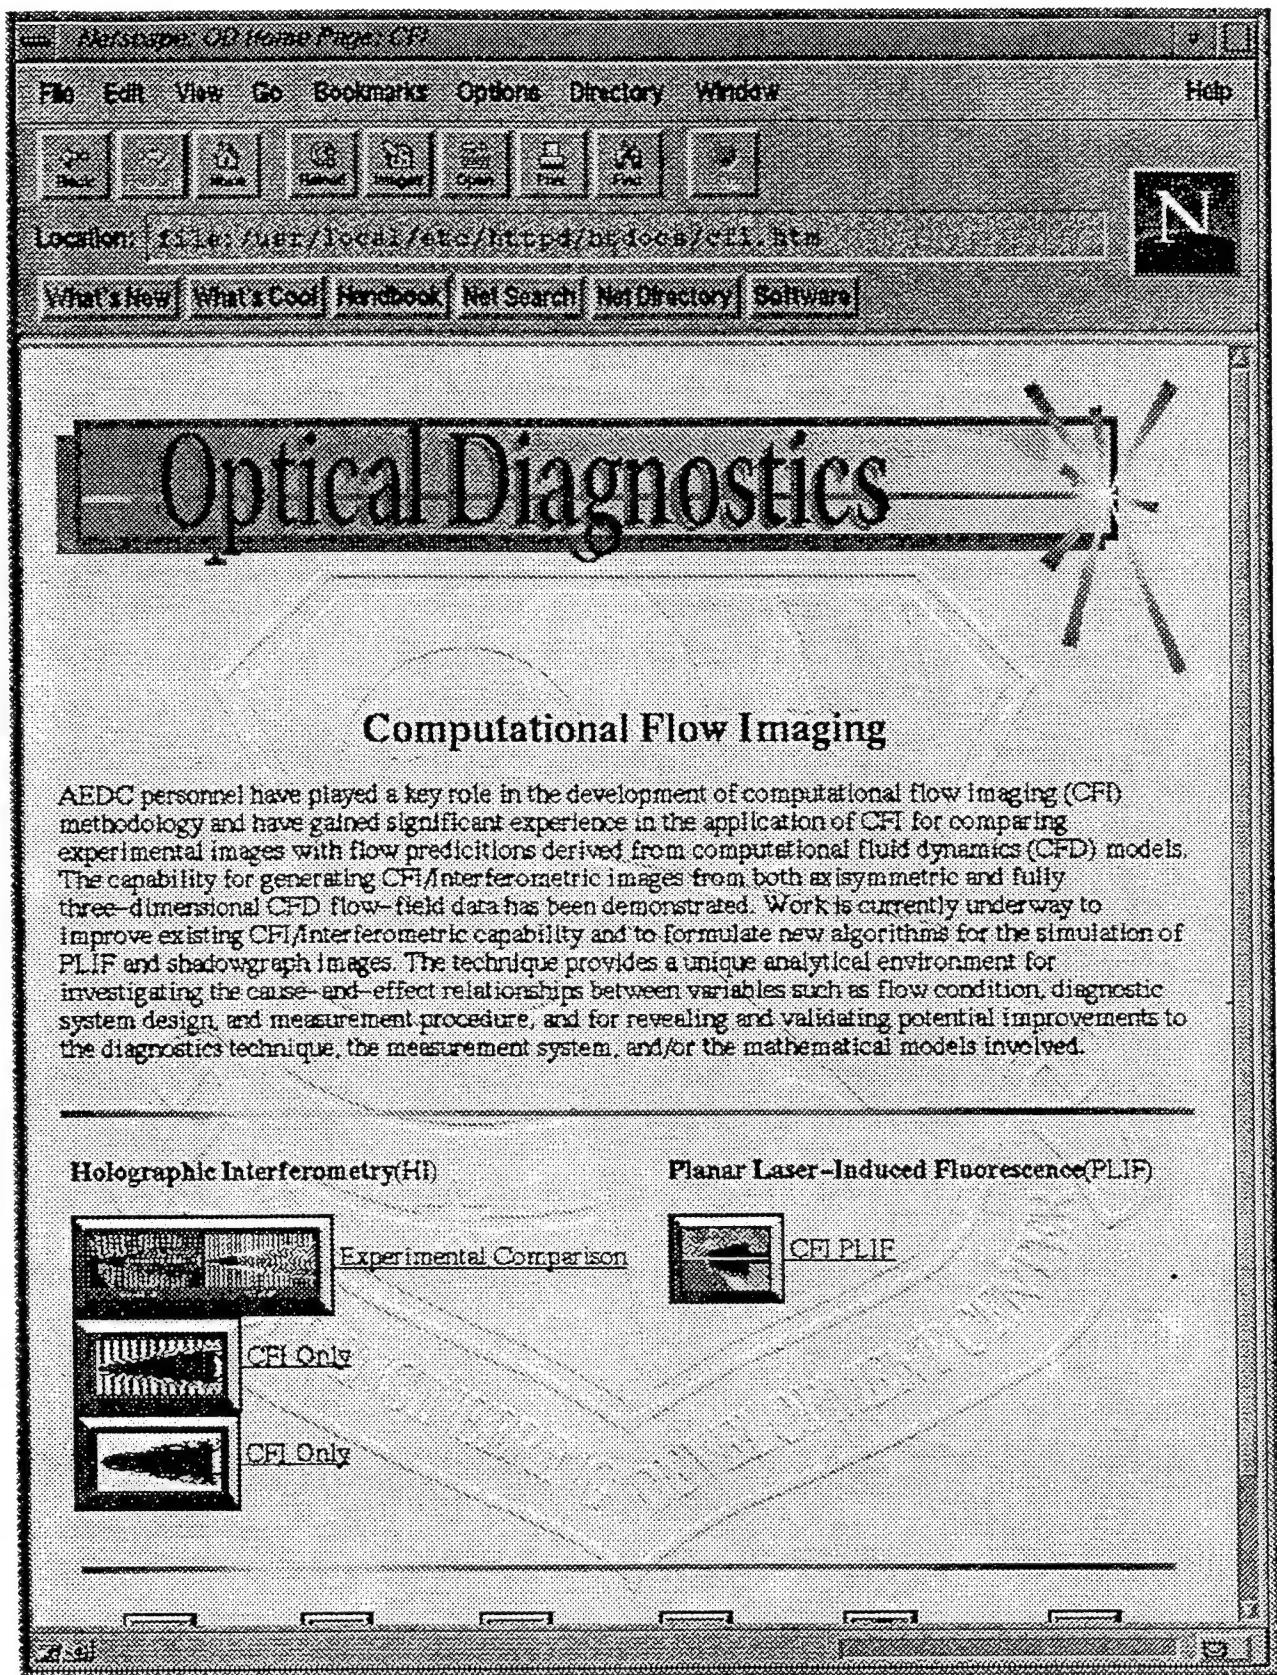 Netscape: OD Home Page: CFI
File Edit View Go Bookmarks Options Directory Window Help
Back Home Reload Images Open Print Find
Location: file:/usr/local/etc/httpd/htdocs/cfi.htm
N
What's New What's Cool Handbook Net Search Net Directory Software
Optical Diagnostics
Computational Flow Imaging
AEDC personnel have played a key role in the development of computational flow imaging (CFI)
methodology and have gained significant experience in the application of CFI for comparing
experimental images with flow predicitions derived from computational fluid dynamics (CFD) models.
The capability for generating CFI/Interferometric images from both axisymmetric and fully
three-dimensional CFD flow-field data has been demonstrated. Work is currently underway to
improve existing CFI/Interferometric capability and to formulate new algorithms for the simulation of
PLIF and shadowgraph images. The technique provides a unique analytical environment for
investigating the cause-and-effect relationships between variables such as flow condition, diagnostic
system design, and measurement procedure, and for revealing and validating potential improvements to
the diagnostics technique, the measurement system, and/or the mathematical models involved.
Holographic Interferometry(HI) Planar Laser-Induced Fluorescence(PLIF)
Experimental Comparison CFI PLIF
CFI Only
CFI Only